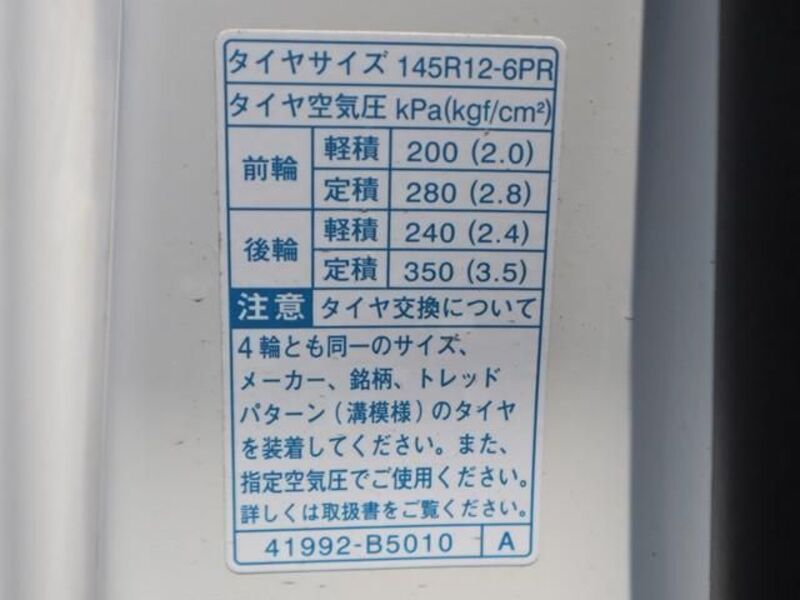 タイヤサイズ 145R12-6PR
タイヤ空気圧 kPa(kgf/cm²)
前輪 軽積 200 (2.0)
定積 280 (2.8)
後輪 軽積 240 (2.4)
定積 350 (3.5)
注意 タイヤ交換について
4輪とも同一のサイズ、
メーカー、銘柄、トレッド
パターン(溝模様)のタイヤ
を装着してください。また、
指定空気圧でご使用ください。
詳しくは取扱書をご覧ください。
41992-B5010 A